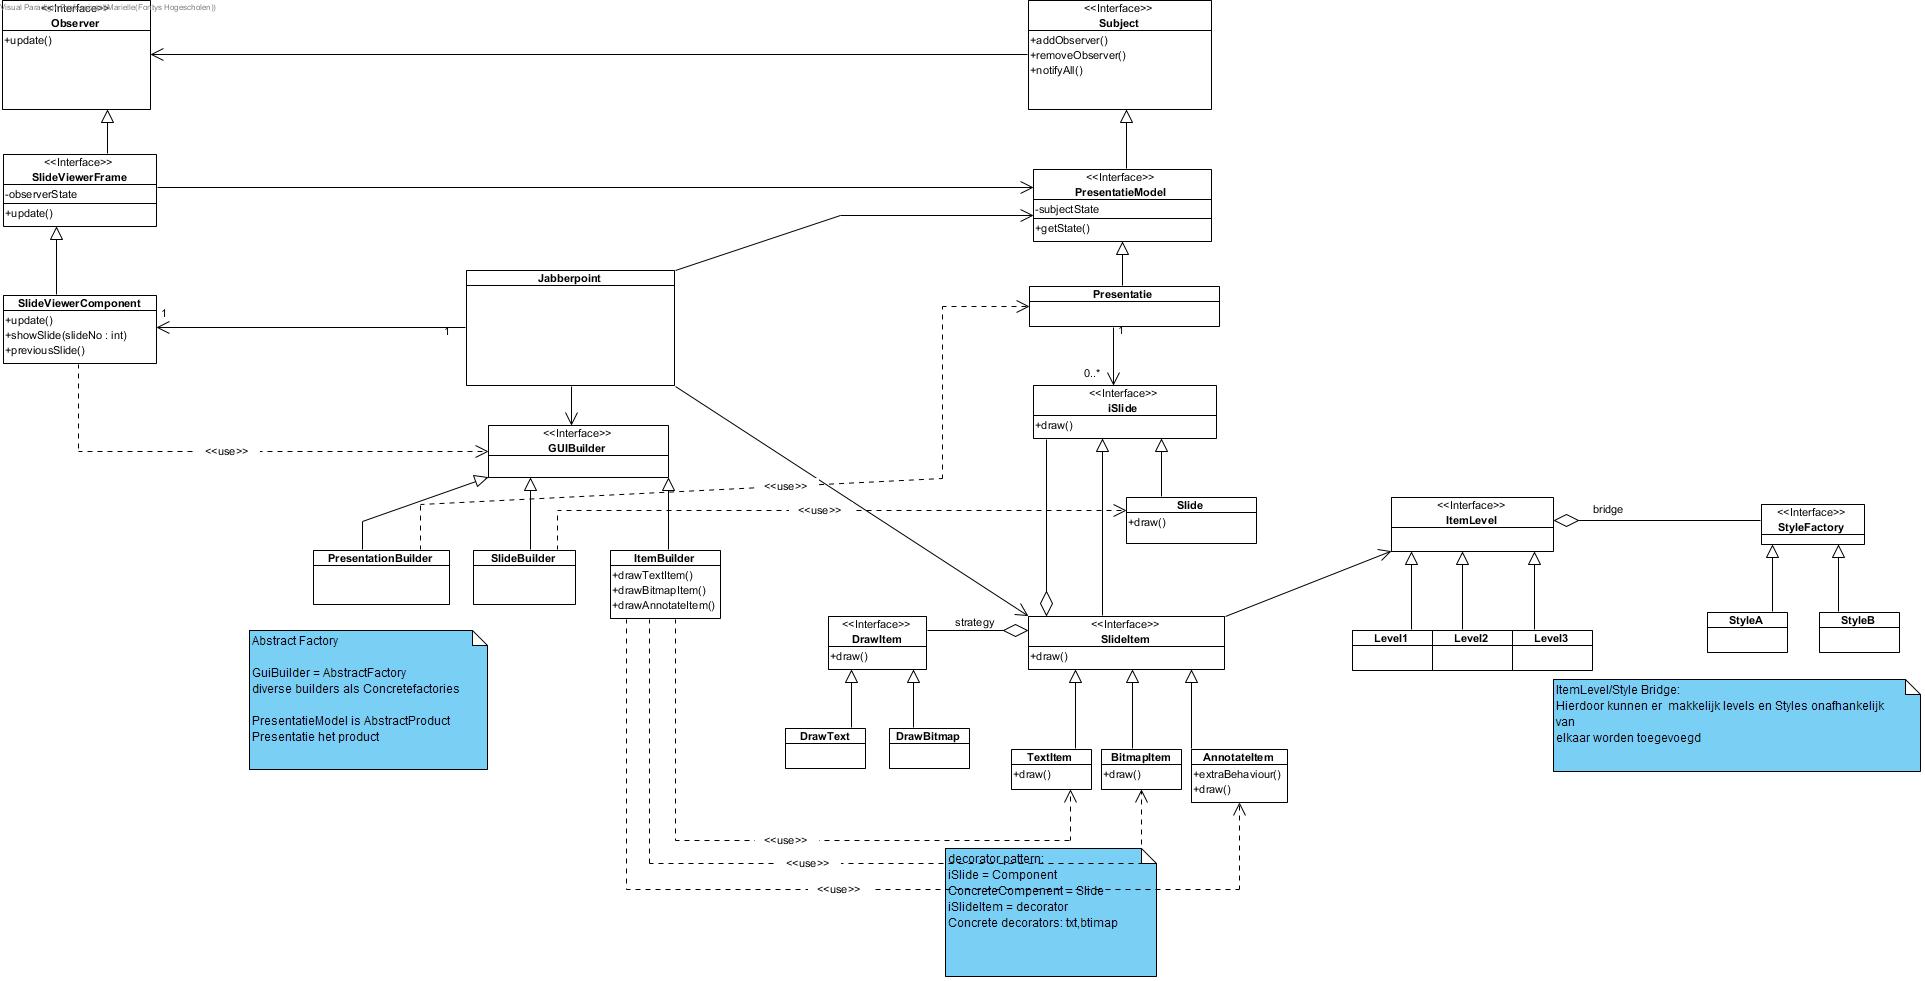 <<Interface>>
Observer
+update()
<<Interface>>
Subject
+addObserver()
+removeObserver()
+notifyAll()
<<Interface>>
SlideViewerFrame
-observerState
+update()
<<Interface>>
PresentatieModel
-subjectState
+getState()
Jabberpoint
SlideViewerComponent
+update()
+showSlide(slideNo : int)
+previousSlide()
1
1
Presentatie
1
0..*
<<Interface>>
iSlide
+draw()
<<Interface>>
GUIBuilder
<<use>>
<<use>>
<<use>>
Slide
+draw()
<<Interface>>
ItemLevel
bridge
<<Interface>>
StyleFactory
PresentationBuilder
SlideBuilder
ItemBuilder
+drawTextItem()
+drawBitmapItem()
+drawAnnotateItem()
<<Interface>>
DrawItem
+draw()
strategy
<<Interface>>
SlideItem
+draw()
Level1
Level2
Level3
StyleA
StyleB
Abstract Factory
GuiBuilder = AbstractFactory
diverse builders als Concretefactories
PresentatieModel is AbstractProduct
Presentatie het product
ItemLevel/Style Bridge:
Hierdoor kunnen er makkelijk levels en Styles onafhankelijk
van
elkaar worden toegevoegd
DrawText
DrawBitmap
TextItem
+draw()
BitmapItem
+draw()
AnnotateItem
+extraBehaviour()
+draw()
<<use>>
<<use>>
<<use>>
decorator pattern:
iSlide = Component
ConcreteCompenent = Slide
iSlideItem = decorator
Concrete decorators: txt,btimap